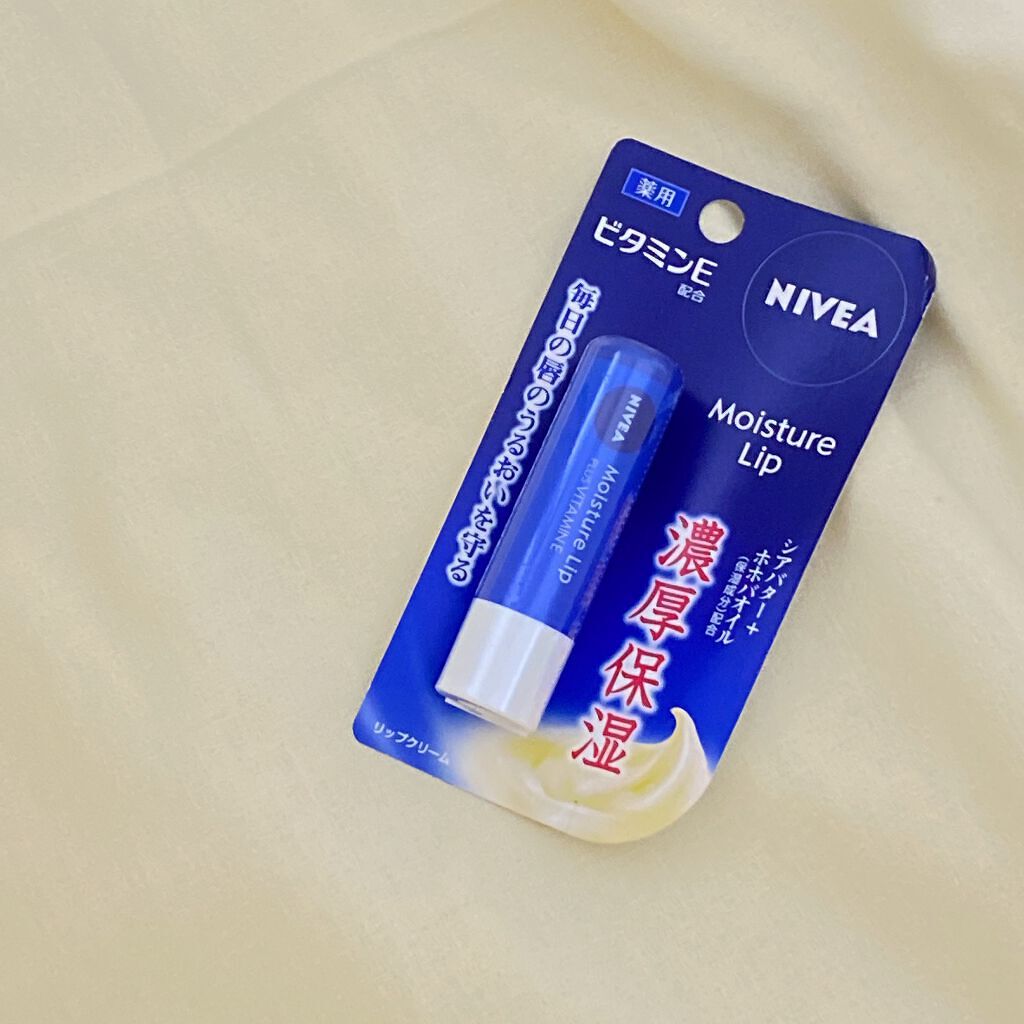 薬用
ビタミンE
配合
NIVEA
Moisture
Lip
毎日の唇のうるおいを守る
NIVEA
Moisture Lip
PLUS VITAMIN E
シアバター+
ホホバオイル
(保湿成分)配合
濃厚保湿
リップクリーム